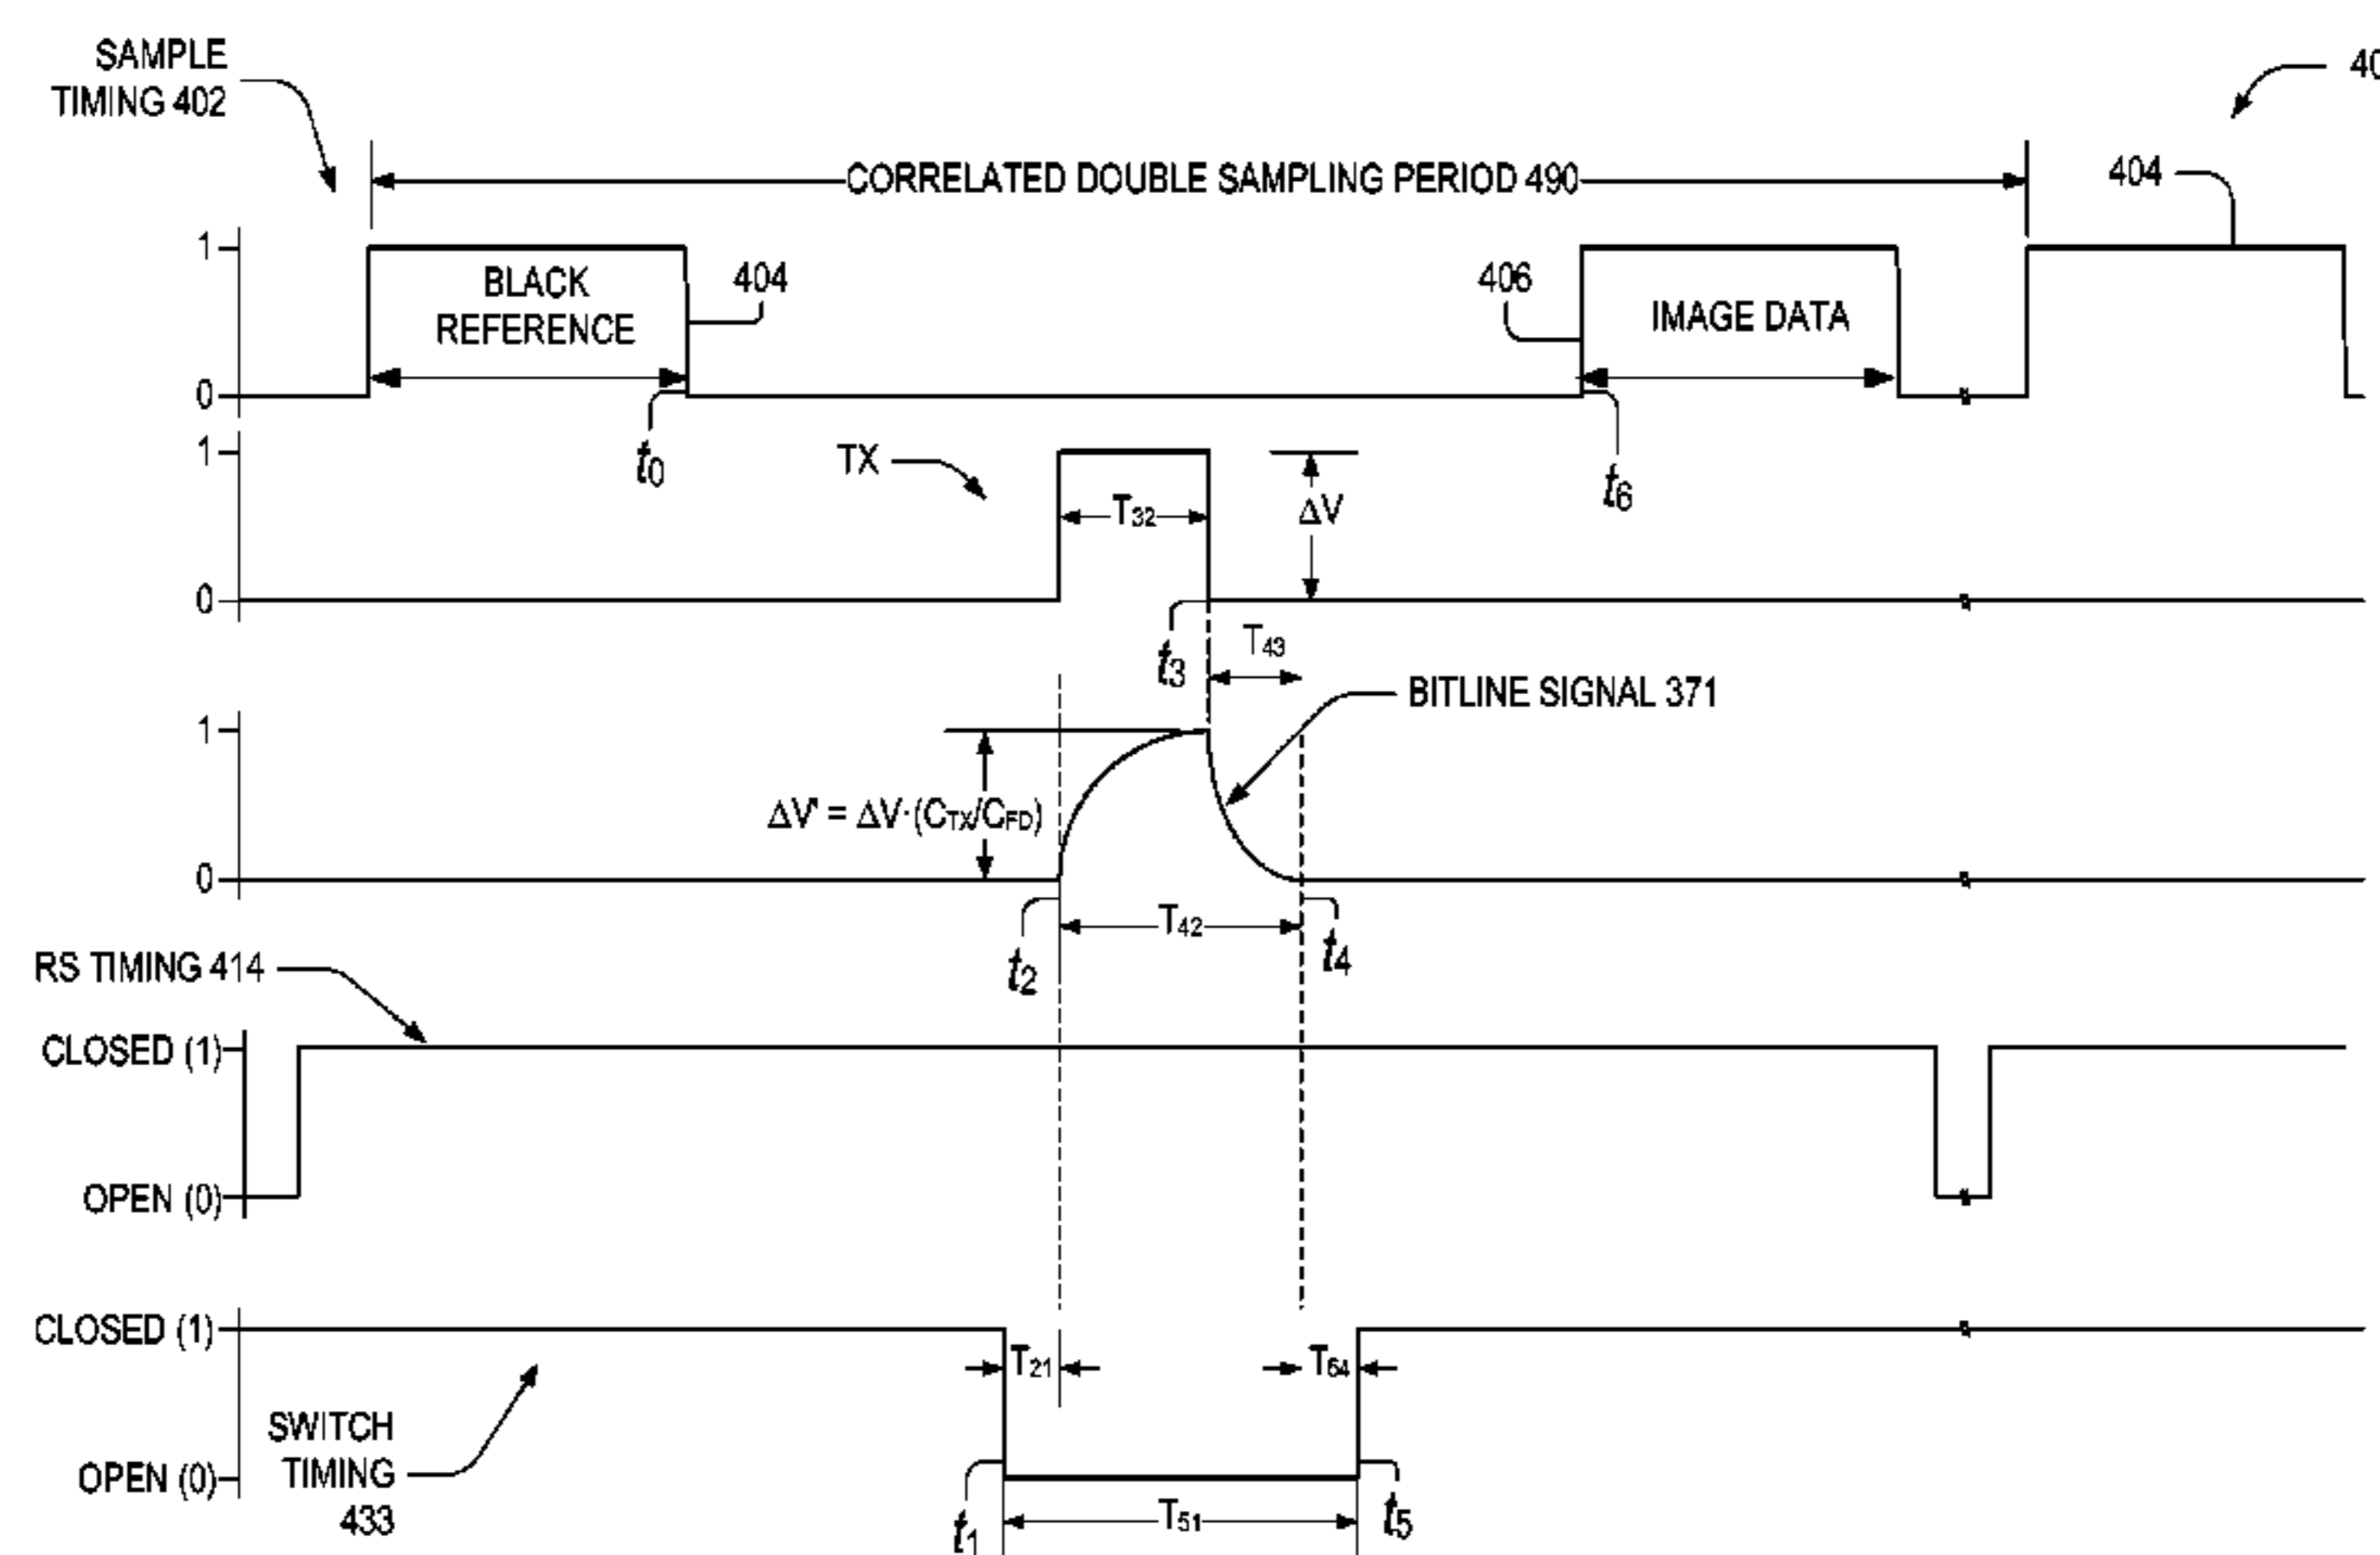 SAMPLE
TIMING 402
40
CORRELATED DOUBLE SAMPLING PERIOD 490
404
1
BLACK
REFERENCE
404
406
IMAGE DATA
0
t0
t6
1
TX
T32
ΔV
0
t3
T43
BITLINE SIGNAL 371
1
ΔV' = ΔV·(CTX/CFD)
0
t2
T42
t4
RS TIMING 414
CLOSED (1)
OPEN (0)
CLOSED (1)
T21
T54
SWITCH
TIMING
433
OPEN (0)
t1
T51
t5